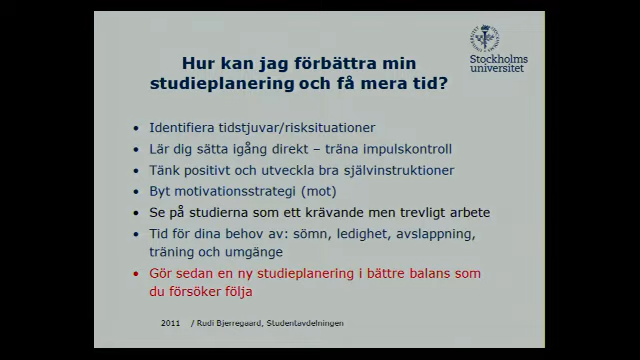 Hur kan jag förbättra min
studieplanering och få mera tid?
Stockholms
universitet
• Identifiera tidstjuvar/risksituationer
• Lär dig sätta igång direkt – träna impulskontroll
• Tänk positivt och utveckla bra självinstruktioner
• Byt motivationsstrategi (mot)
• Se på studierna som ett krävande men trevligt arbete
• Tid för dina behov av: sömn, ledighet, avslappning,
träning och umgänge
• Gör sedan en ny studieplanering i bättre balans som
du försöker följa
2011 / Rudi Bjerregaard, Studentavdelningen